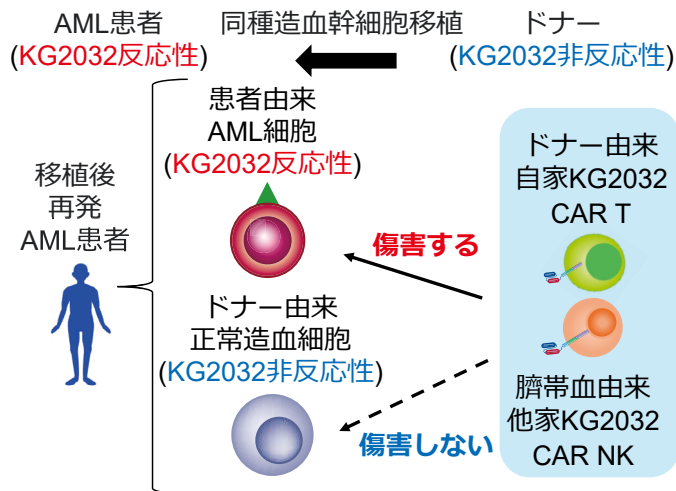 AML患者
(KG2032反応性)
同種造血幹細胞移植
ドナー
(KG2032非反応性)
移植後
再発
AML患者
患者由来
AML細胞
(KG2032反応性)
傷害する
ドナー由来
正常造血細胞
(KG2032非反応性)
傷害しない
ドナー由来
自家KG2032
CAR T
臍帯血由来
他家KG2032
CAR NK